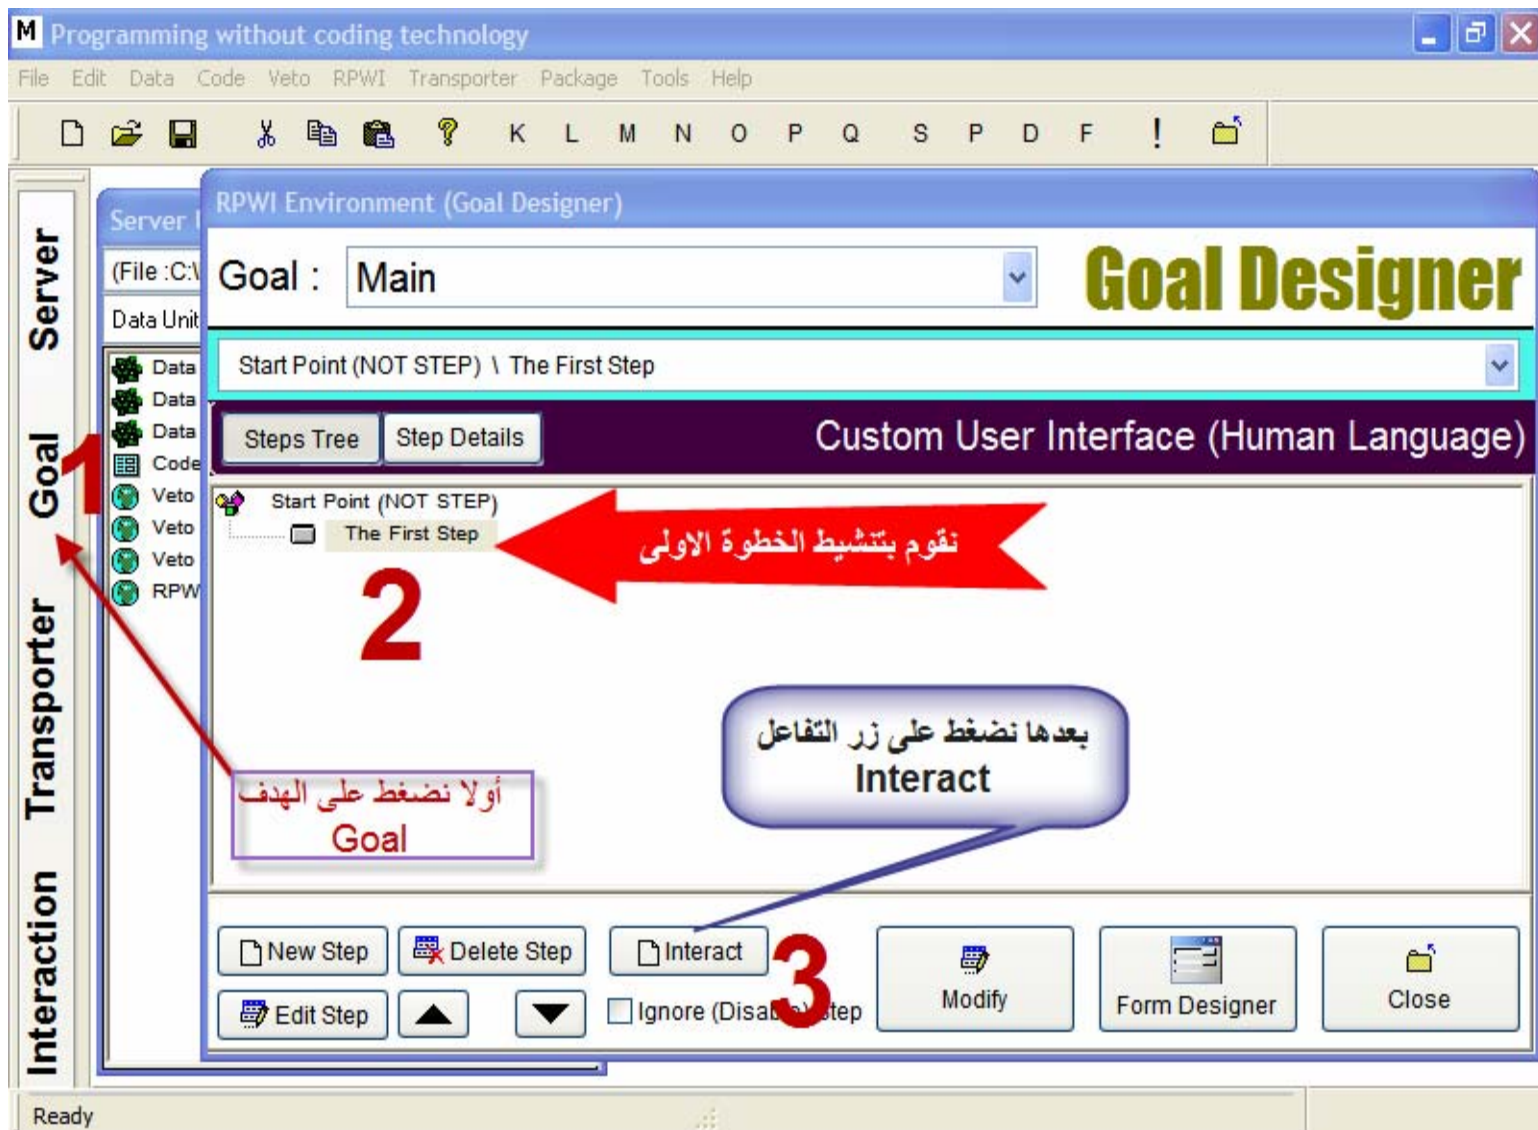 M Programming without coding technology
File Edit Data Code Veto RPWI Transporter Package Tools Help
K L M N O P Q S P D F !
Server
Goal
Transporter
Interaction
Server
(File :C:\
Data Unit
Data
Data
Data
Code
Veto
Veto
Veto
RPW
RPWI Environment (Goal Designer)
Goal : Main
Goal Designer
Start Point (NOT STEP) \ The First Step
Steps Tree Step Details Custom User Interface (Human Language)
Start Point (NOT STEP)
The First Step
1
2
نقوم بتنشيط الخطوة الاولى
بعدها نضغط على زر التفاعل
Interact
أولا نضغط على الهدف
Goal
New Step Delete Step Interact
3
Edit Step Ignore (Disable) step
Modify Form Designer Close
Ready